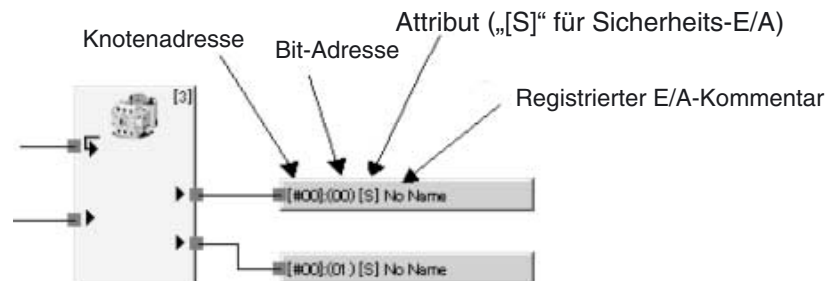 Attribut („[S]“ für Sicherheits-E/A)
Knotenadresse
Bit-Adresse
Registrierter E/A-Kommentar
[3]
[#00]:(00) [S] No Name
[#00]:(01) [S] No Name